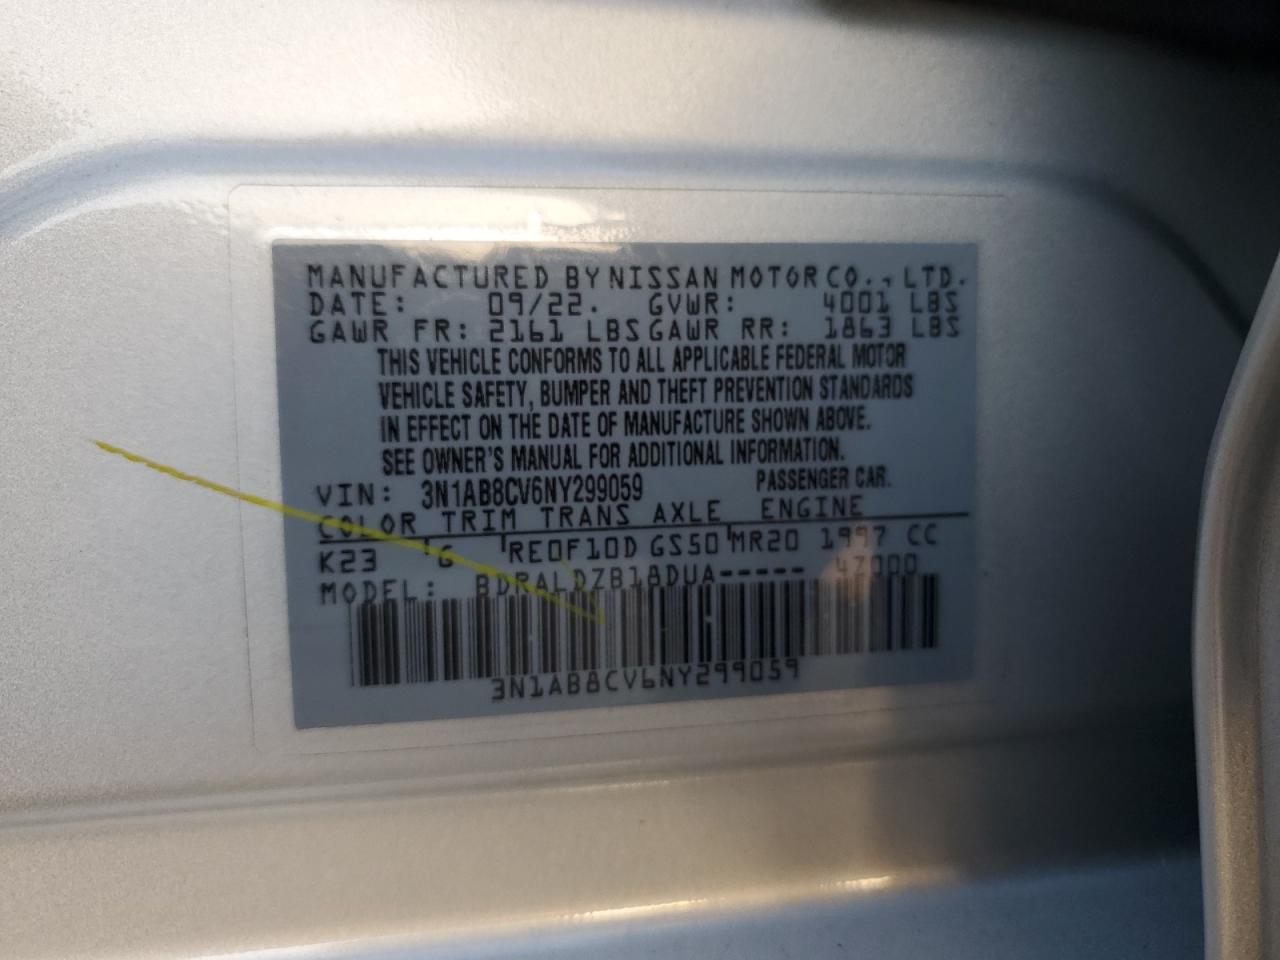 MANUFACTURED BY NISSAN MOTOR CO., LTD.
DATE: 09/22. GVWR: 4001 LBS
GAWR FR: 2161 LBS GAWR RR: 1863 LBS
THIS VEHICLE CONFORMS TO ALL APPLICABLE FEDERAL MOTOR
VEHICLE SAFETY, BUMPER AND THEFT PREVENTION STANDARDS
IN EFFECT ON THE DATE OF MANUFACTURE SHOWN ABOVE.
SEE OWNER'S MANUAL FOR ADDITIONAL INFORMATION.
VIN: 3N1AB8CV6NY299059 PASSENGER CAR.
COLOR TRIM TRANS AXLE ENGINE
K23 G RE0F10D GS50 MR20 1997 CC
MODEL: BDRALDZB18DUA----- 47000
3N1AB8CV6NY299059